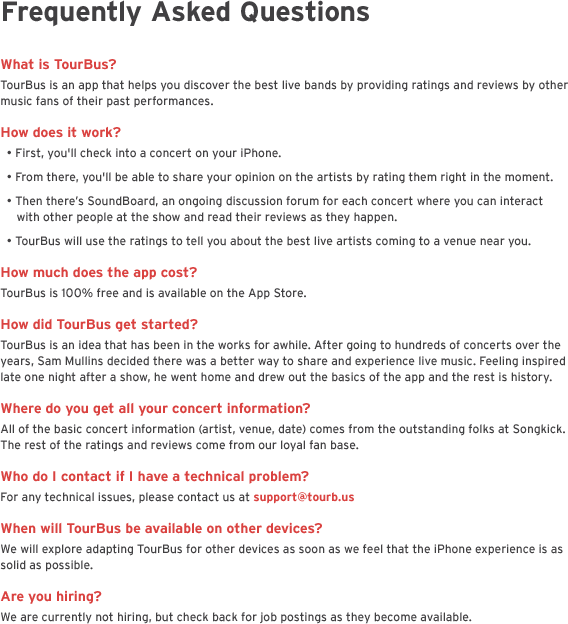 Frequently Asked Questions
What is TourBus?
TourBus is an app that helps you discover the best live bands by providing ratings and reviews by other
music fans of their past performances.
How does it work?
• First, you'll check into a concert on your iPhone.
• From there, you'll be able to share your opinion on the artists by rating them right in the moment.
• Then there's SoundBoard, an ongoing discussion forum for each concert where you can interact
with other people at the show and read their reviews as they happen.
• TourBus will use the ratings to tell you about the best live artists coming to a venue near you.
How much does the app cost?
TourBus is 100% free and is available on the App Store.
How did TourBus get started?
TourBus is an idea that has been in the works for awhile. After going to hundreds of concerts over the
years, Sam Mullins decided there was a better way to share and experience live music. Feeling inspired
late one night after a show, he went home and drew out the basics of the app and the rest is history.
Where do you get all your concert information?
All of the basic concert information (artist, venue, date) comes from the outstanding folks at Songkick.
The rest of the ratings and reviews come from our loyal fan base.
Who do I contact if I have a technical problem?
For any technical issues, please contact us at support@tourb.us
When will TourBus be available on other devices?
We will explore adapting TourBus for other devices as soon as we feel that the iPhone experience is as
solid as possible.
Are you hiring?
We are currently not hiring, but check back for job postings as they become available.